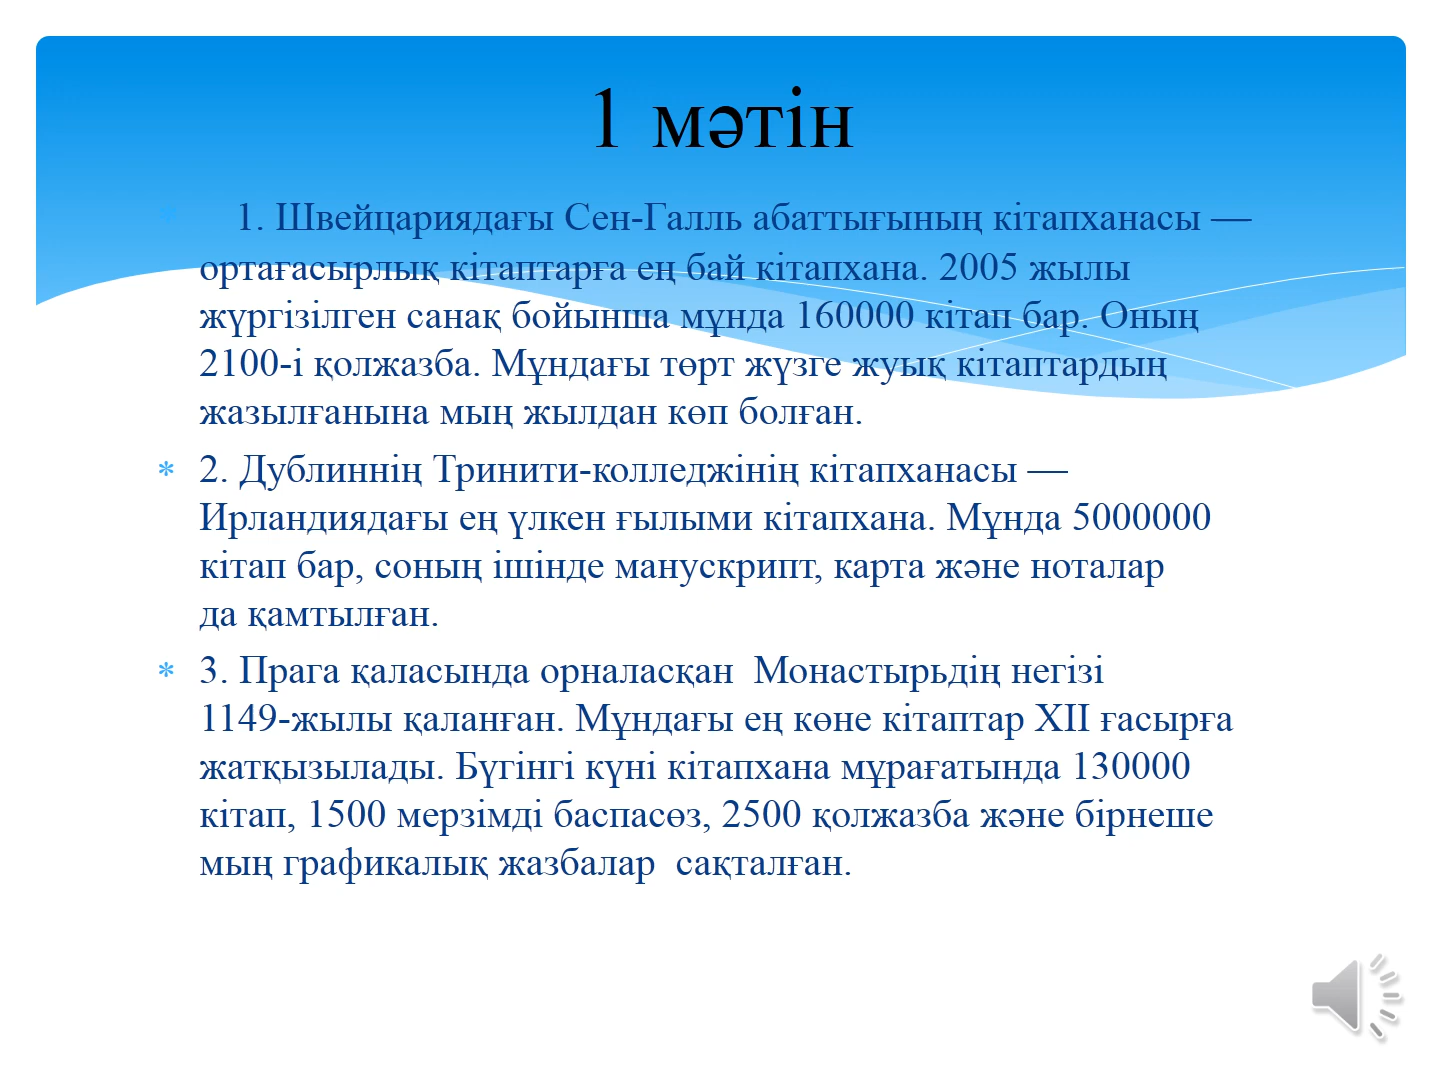 1 мәтін
1. Швейцариядағы Сен-Галль абаттығының кітапханасы —
ортағасырлық кітаптарға ең бай кітапхана. 2005 жылы
жүргізілген санақ бойынша мұнда 160000 кітап бар. Оның
2100-і қолжазба. Мұндағы төрт жүзге жуық кітаптардың
жазылғанына мың жылдан көп болған.
2. Дублиннің Тринити-колледжінің кітапханасы —
Ирландиядағы ең үлкен ғылыми кітапхана. Мұнда 5000000
кітап бар, соның ішінде манускрипт, карта және ноталар
да қамтылған.
3. Прага қаласында орналасқан  Монастырьдің негізі
1149-жылы қаланған. Мұндағы ең көне кітаптар XII ғасырға
жатқызылады. Бүгінгі күні кітапхана мұрағатында 130000
кітап, 1500 мерзімді баспасөз, 2500 қолжазба және бірнеше
мың графикалық жазбалар  сақталған.